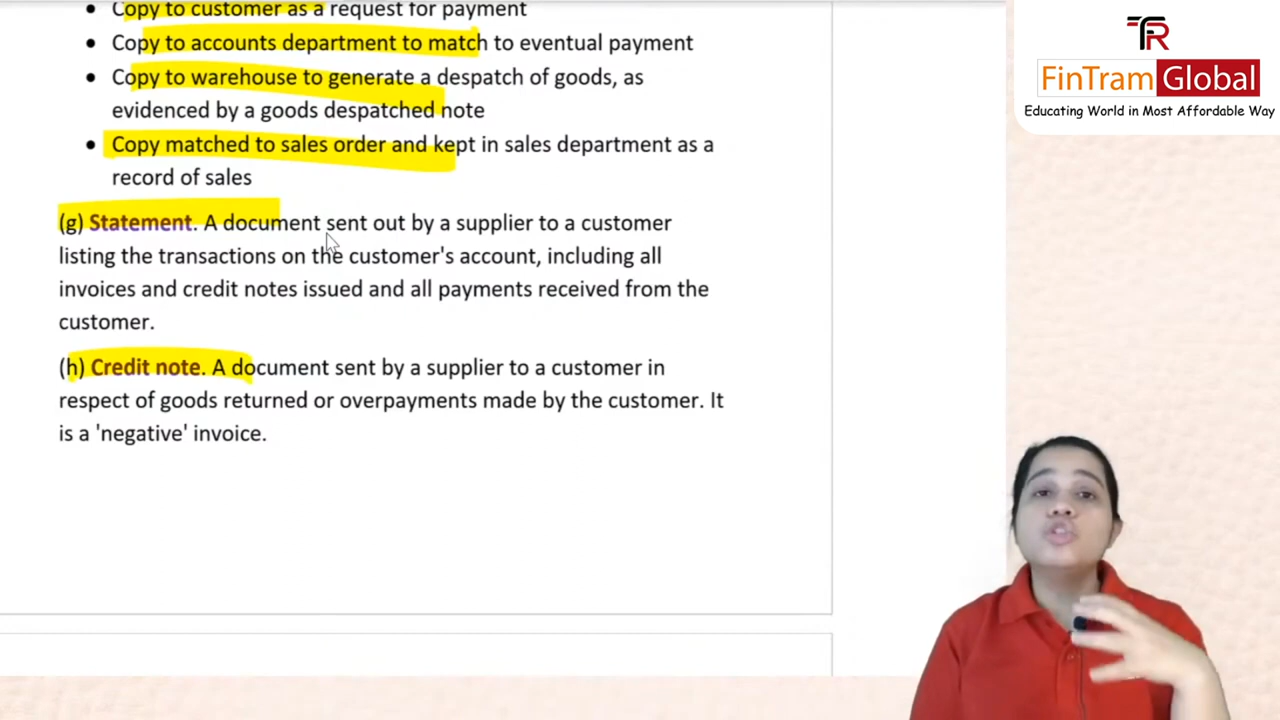 • Copy to customer as a request for payment
• Copy to accounts department to match to eventual payment
• Copy to warehouse to generate a despatch of goods, as
evidenced by a goods despatched note
• Copy matched to sales order and kept in sales department as a
record of sales
(g) Statement. A document sent out by a supplier to a customer
listing the transactions on the customer's account, including all
invoices and credit notes issued and all payments received from the
customer.
(h) Credit note. A document sent by a supplier to a customer in
respect of goods returned or overpayments made by the customer. It
is a 'negative' invoice.
FinTram Global
Educating World in Most Affordable Way